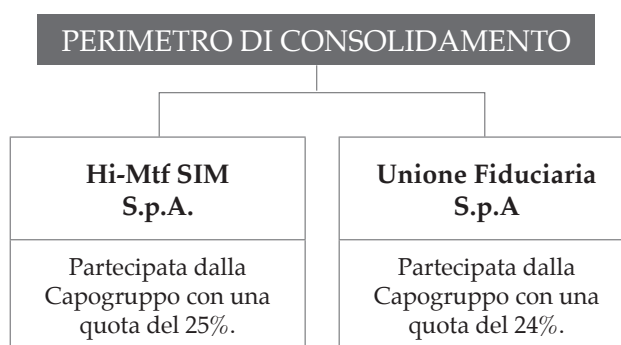 PERIMETRO DI CONSOLIDAMENTO
Hi-Mtf SIM
S.p.A.
Partecipata dalla
Capogruppo con una
quota del 25%.
Unione Fiduciaria
S.p.A
Partecipata dalla
Capogruppo con una
quota del 24%.